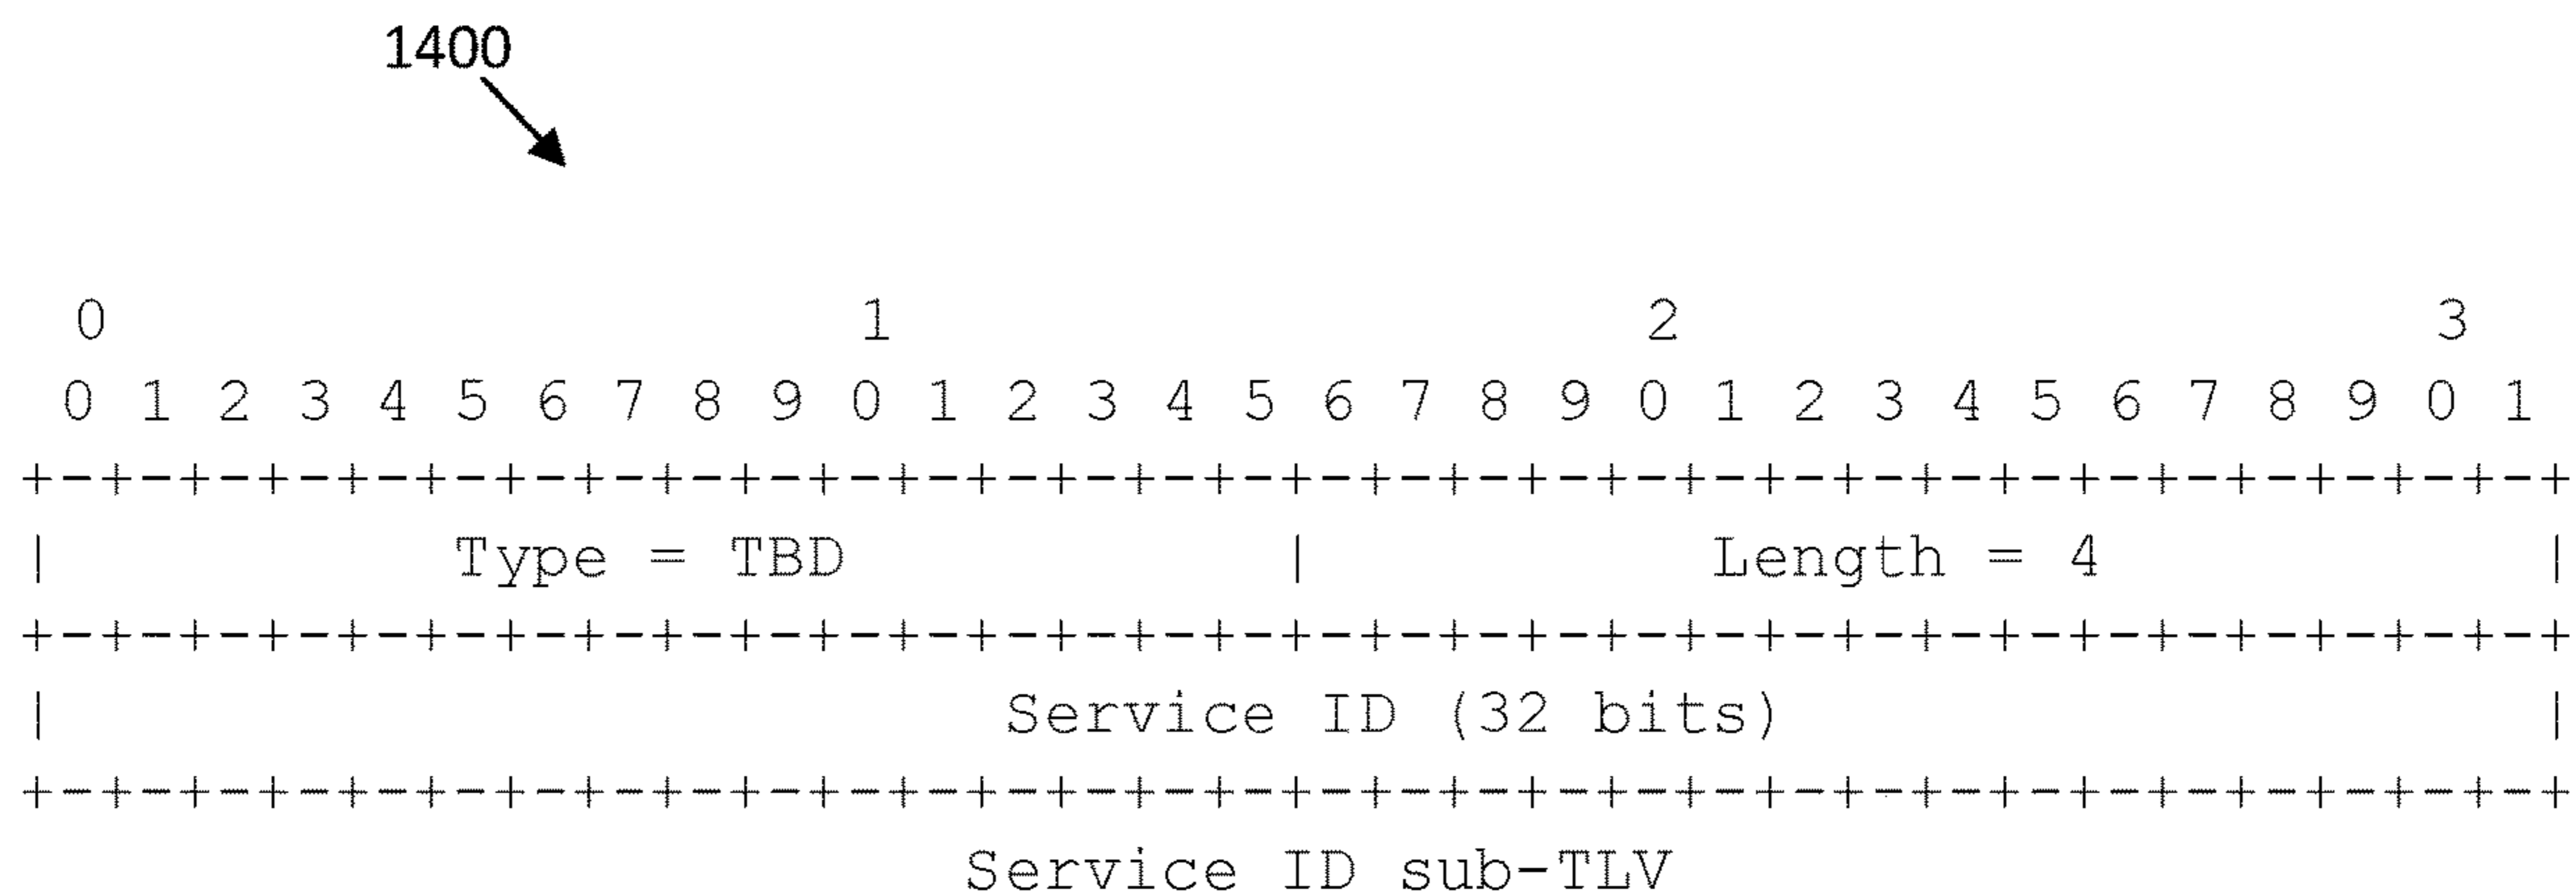 1400
0 1 2 3
0 1 2 3 4 5 6 7 8 9 0 1 2 3 4 5 6 7 8 9 0 1 2 3 4 5 6 7 8 9 0 1
+-+-+-+-+-+-+-+-+-+-+-+-+-+-+-+-+-+-+-+-+-+-+-+-+-+-+-+-+-+-+-+-+
| Type = TBD | Length = 4 |
+-+-+-+-+-+-+-+-+-+-+-+-+-+-+-+-+-+-+-+-+-+-+-+-+-+-+-+-+-+-+-+-+
| Service ID (32 bits) |
+-+-+-+-+-+-+-+-+-+-+-+-+-+-+-+-+-+-+-+-+-+-+-+-+-+-+-+-+-+-+-+-+
Service ID sub-TLV